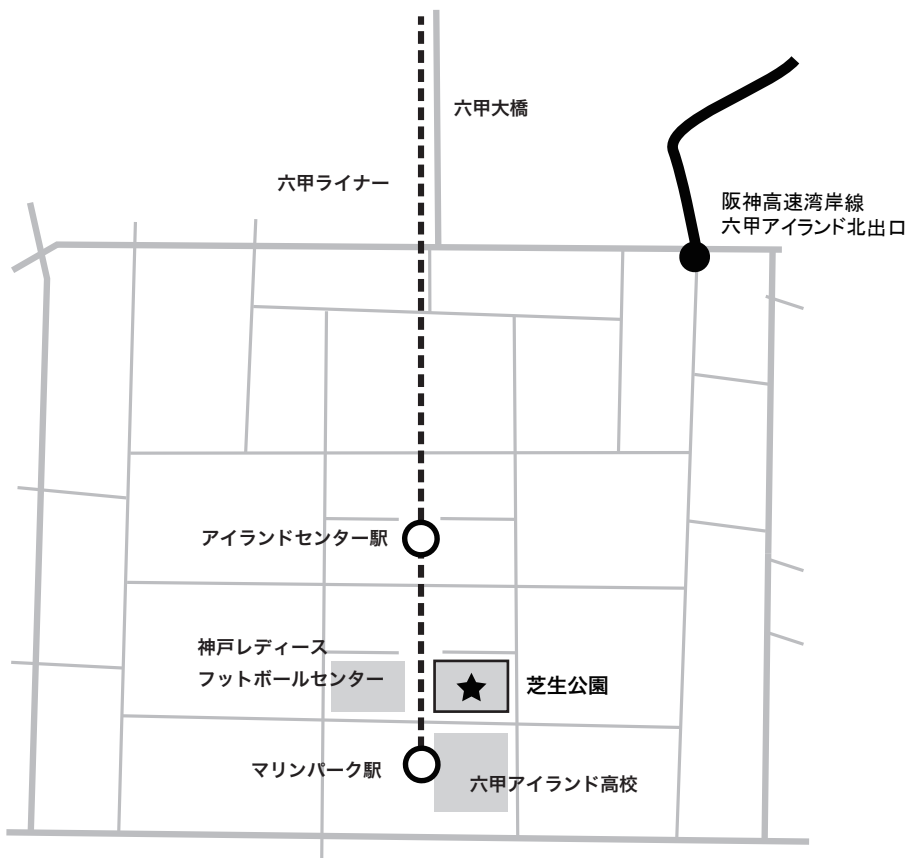 六甲大橋
六甲ライナー
阪神高速湾岸線
六甲アイランド北出口
アイランドセンター駅
神戸レディース
フットボールセンター
芝生公園
マリンパーク駅
六甲アイランド高校